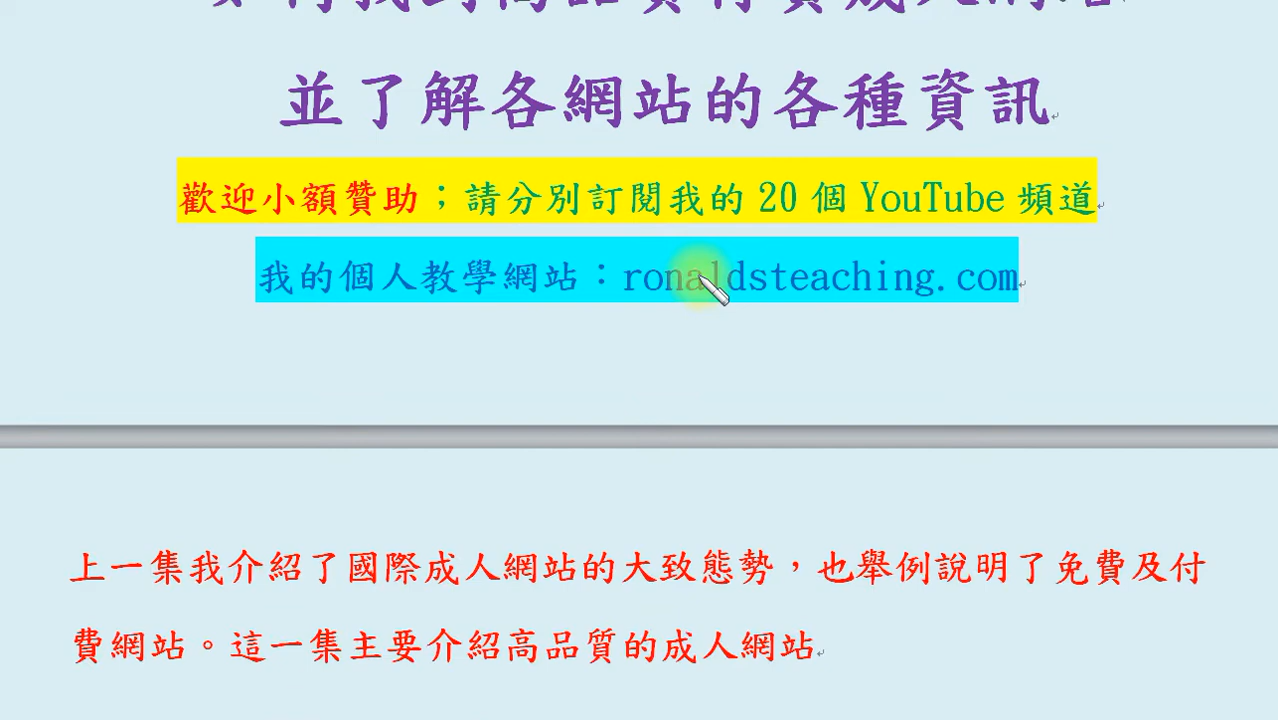 並了解各網站的各種資訊
歡迎小額贊助；請分別訂閱我的 20 個 YouTube 頻道
我的個人教學網站：ronaldsteaching.com
上一集我介紹了國際成人網站的大致態勢，也舉例說明了免費及付
費網站。這一集主要介紹高品質的成人網站